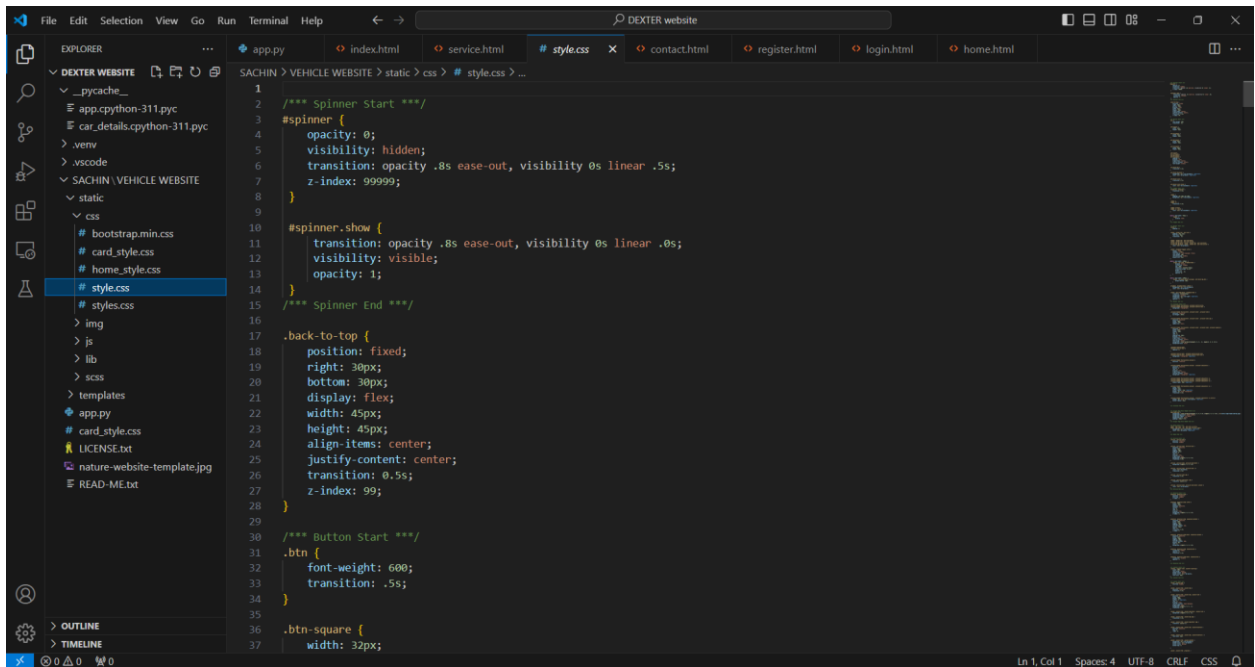 File Edit Selection View Go Run Terminal Help
DEXTER website
EXPLORER
app.py
index.html
service.html
# style.css
contact.html
register.html
login.html
home.html
DEXTER WEBSITE
SACHIN > VEHICLE WEBSITE > static > css > # style.css > ...
__pycache__
app.cpython-311.pyc
car_details.cpython-311.pyc
.venv
.vscode
SACHIN \ VEHICLE WEBSITE
static
css
# bootstrap.min.css
# card_style.css
# home_style.css
# style.css
# styles.css
img
js
lib
scss
templates
app.py
# card_style.css
LICENSE.txt
nature-website-template.jpg
READ-ME.txt
OUTLINE
TIMELINE
1
2 /*** Spinner Start ***/
3 #spinner {
4 opacity: 0;
5 visibility: hidden;
6 transition: opacity .8s ease-out, visibility 0s linear .5s;
7 z-index: 99999;
8 }
9
10 #spinner.show {
11 transition: opacity .8s ease-out, visibility 0s linear .0s;
12 visibility: visible;
13 opacity: 1;
14 }
15 /*** Spinner End ***/
16
17 .back-to-top {
18 position: fixed;
19 right: 30px;
20 bottom: 30px;
21 display: flex;
22 width: 45px;
23 height: 45px;
24 align-items: center;
25 justify-content: center;
26 transition: 0.5s;
27 z-index: 99;
28 }
29
30 /*** Button Start ***/
31 .btn {
32 font-weight: 600;
33 transition: .5s;
34 }
35
36 .btn-square {
37 width: 32px;
0 0 0
Ln 1, Col 1 Spaces: 4 UTF-8 CRLF CSS